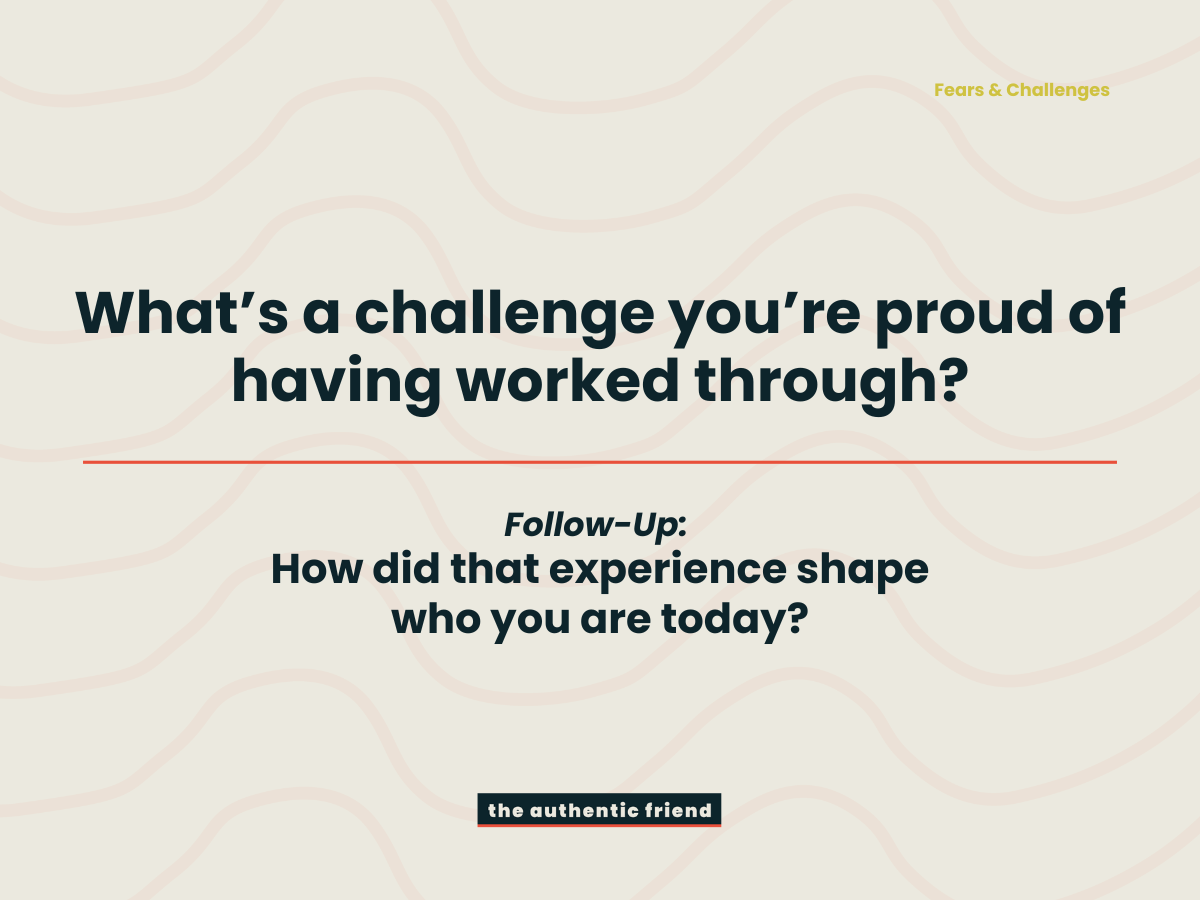 Fears & Challenges
What’s a challenge you’re proud of
having worked through?
Follow-Up:
How did that experience shape
who you are today?
the authentic friend